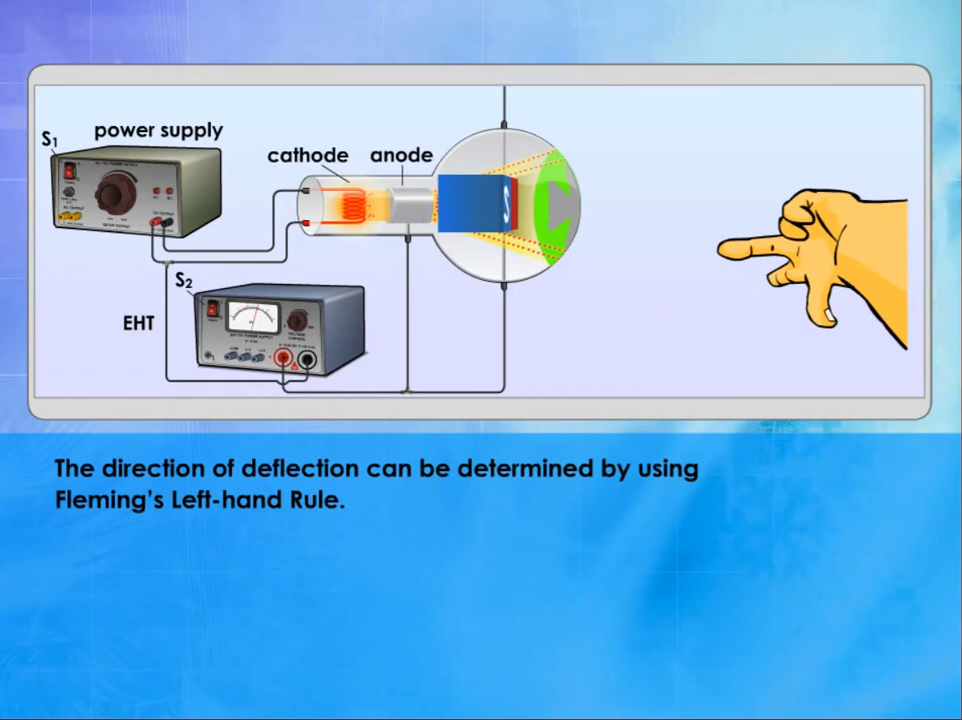 S1
power supply
cathode
anode
S
S2
EHT
The direction of deflection can be determined by using
Fleming's Left-hand Rule.